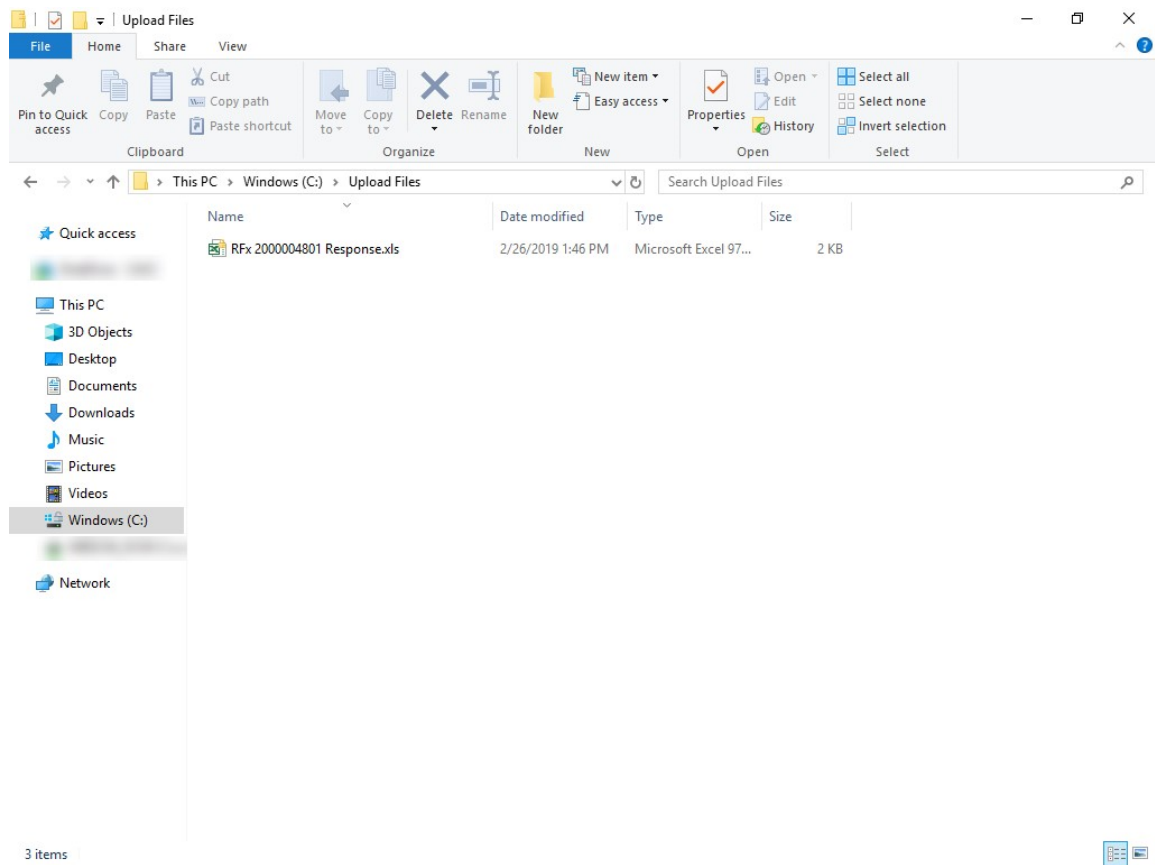 Upload Files
File Home Share View
Pin to Quick access
Copy
Paste
Cut
Copy path
Paste shortcut
Clipboard
Move to
Copy to
Delete
Rename
Organize
New folder
New item
Easy access
New
Properties
Open
Edit
History
Open
Select all
Select none
Invert selection
Select
This PC > Windows (C:) > Upload Files
Search Upload Files
Name Date modified Type Size
RFx 2000004801 Response.xls 2/26/2019 1:46 PM Microsoft Excel 97... 2 KB
Quick access
This PC
3D Objects
Desktop
Documents
Downloads
Music
Pictures
Videos
Windows (C:)
Network
3 items